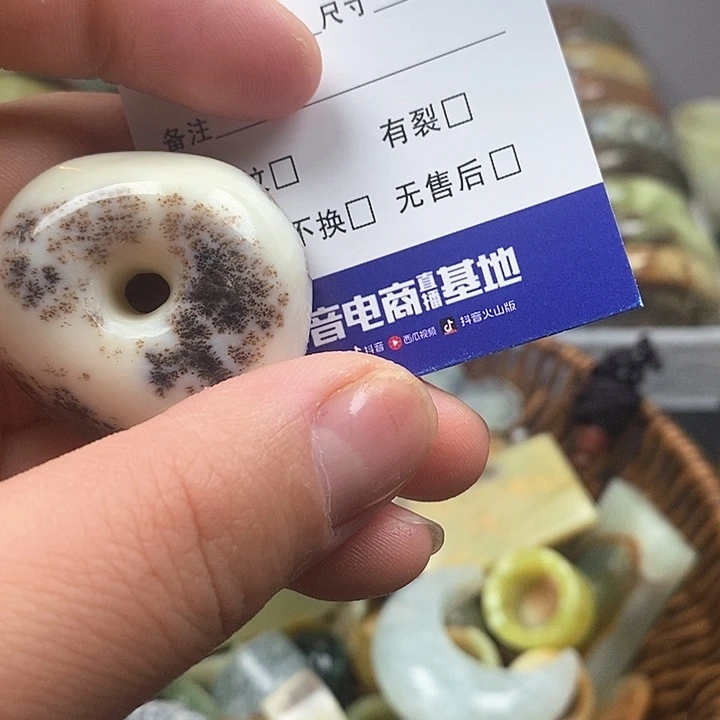 尺寸
备注
有裂□
纹□
不换□ 无售后□
音电商直播基地
抖音 西瓜视频 抖音火山版